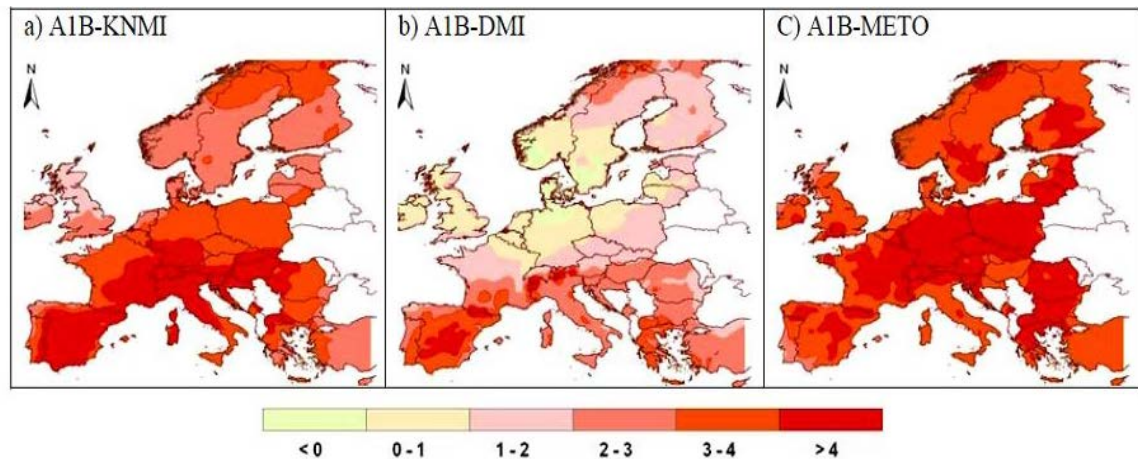 a) A1B-KNMI
b) A1B-DMI
C) A1B-METO
N
N
N
< 0
0 - 1
1 - 2
2 - 3
3 - 4
>4